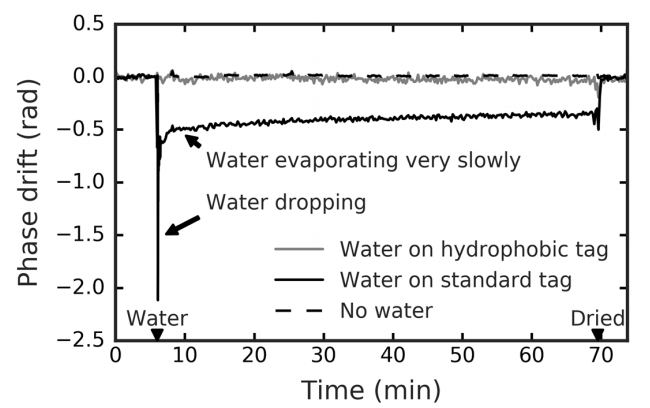 0.5
0.0
−0.5
−1.0
−1.5
−2.0
−2.5
Phase drift (rad)
Water evaporating very slowly
Water dropping
Water on hydrophobic tag
Water on standard tag
No water
Water
Dried
0 10 20 30 40 50 60 70
Time (min)